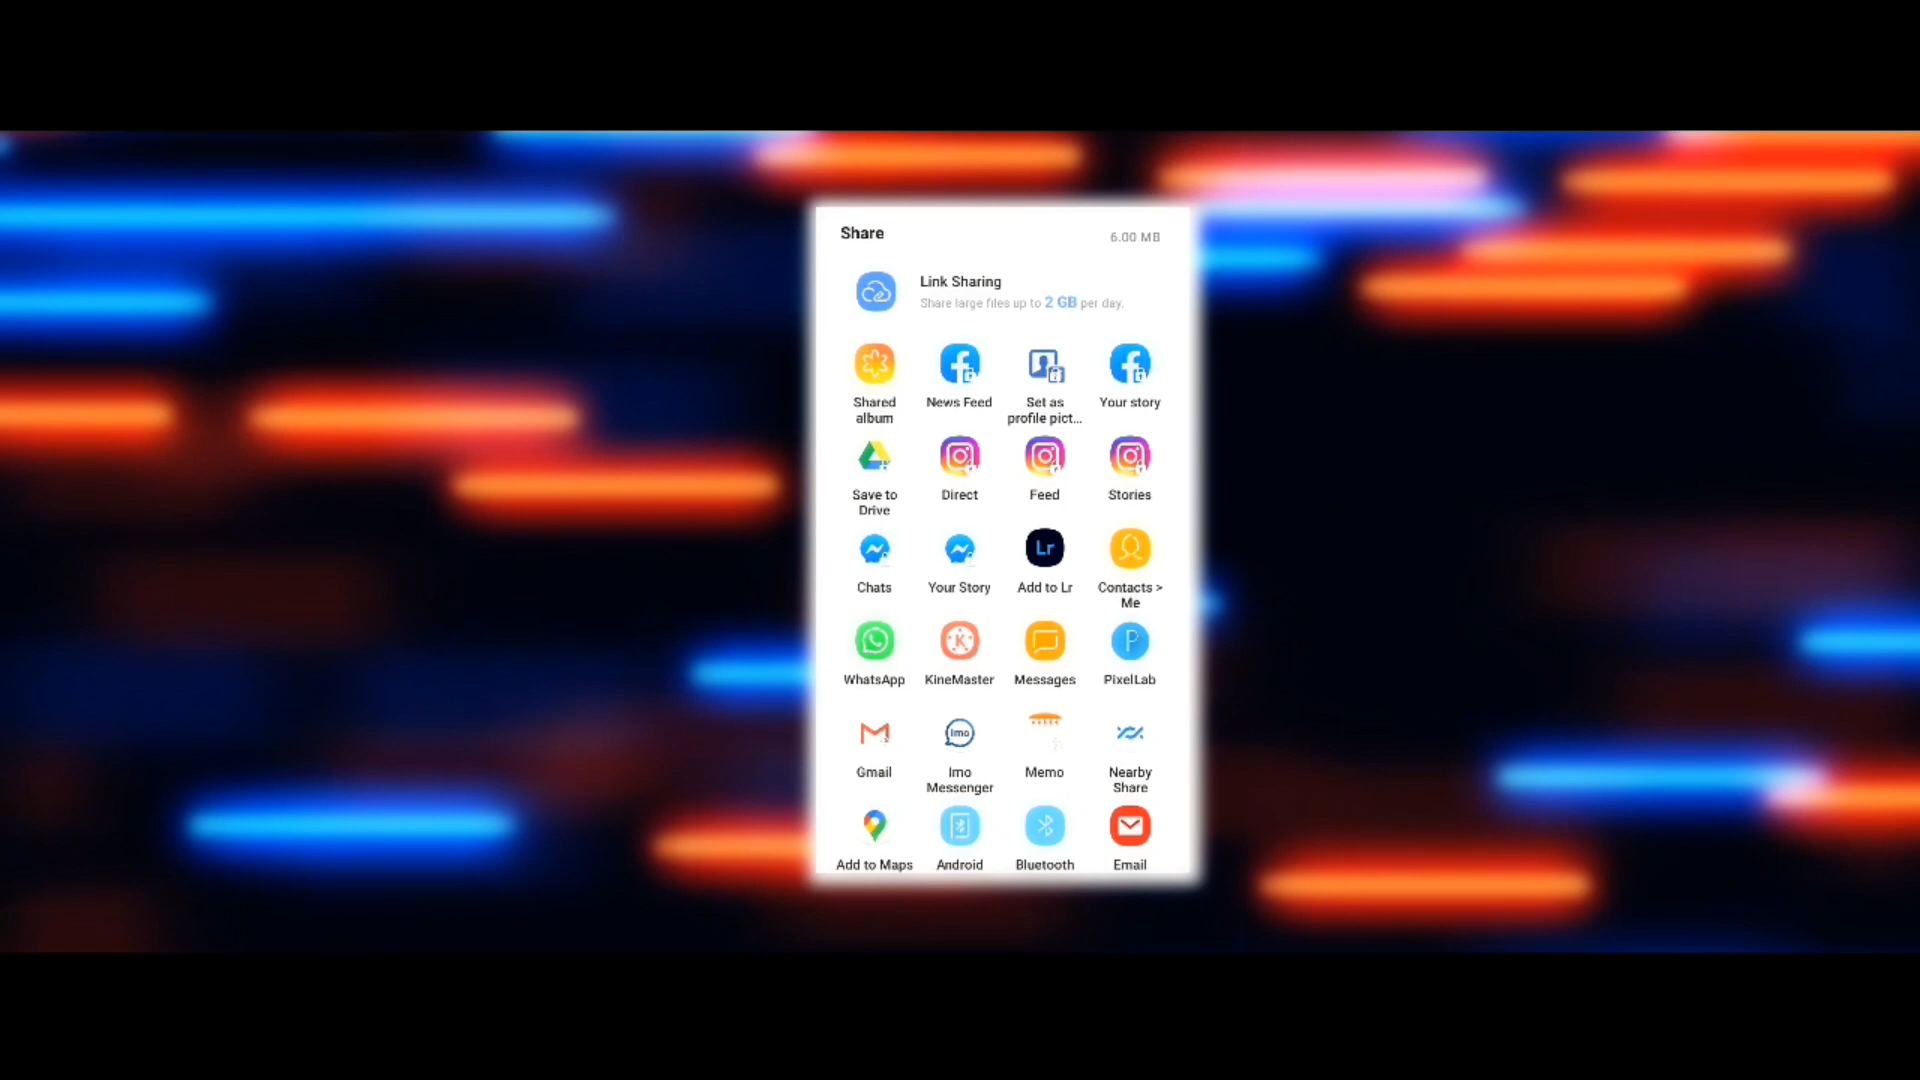 Share
6.00 MB
Link Sharing
Share large files up to 2 GB per day.
Shared album
News Feed
Set as profile pict...
Your story
Save to Drive
Direct
Feed
Stories
Chats
Your Story
Lr
Add to Lr
Contacts > Me
WhatsApp
K
KineMaster
Messages
P
PixelLab
Gmail
imo
Imo Messenger
Memo
Nearby Share
Add to Maps
Android
Bluetooth
Email